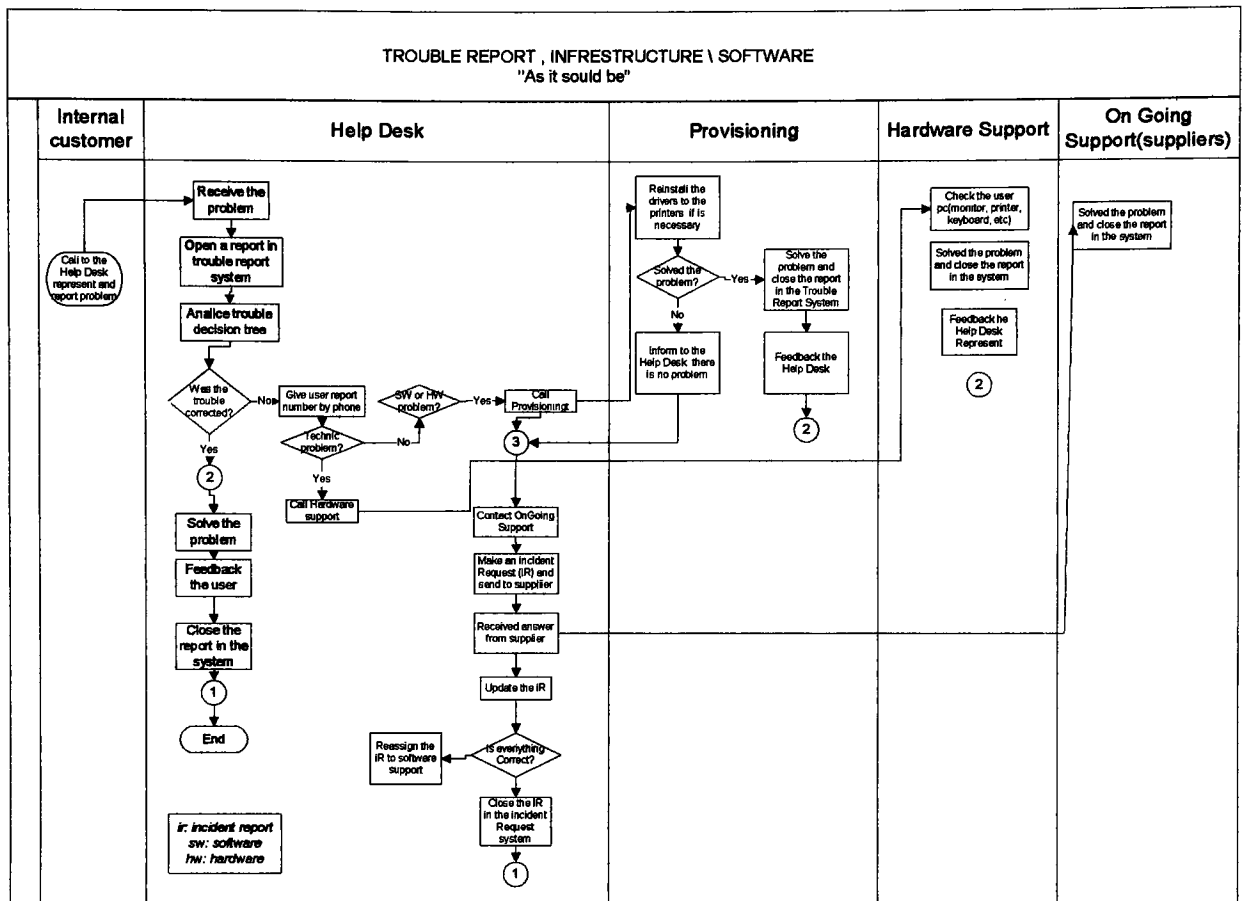 TROUBLE REPORT , INFRESTRUCTURE \ SOFTWARE
"As it sould be"
Internal
customer
Help Desk
Provisioning
Hardware Support
On Going
Support(suppliers)
Call to the
Help Desk
represent and
report problem
Receive the
problem
Open a report in
trouble report
system
Analice trouble
decision tree
Was the
trouble
corrected?
No
Yes
2
Solve the
problem
Feedback
the user
Close the
report in the
system
1
End
Give user report
number by phone
Technic
problem?
No
Yes
Call Hardware
support
SW or HW
problem?
Yes
Call
Provisioning:
3
Contact OnGoing
Support
Make an incident
Request (IR) and
send to supplier
Received answer
from supplier
Update the IR
Is everiything
Correct?
Reassign the
IR to software
support
Close the IR
in the incident
Request
system
1
ir: incident report
sw: software
hw: hardware
Reinstall the
drivers to the
printers if is
necessary
Solved the
problem?
Yes
No
Inform to the
Help Desk there
is no problem
Solve the
problem and
close the report
in the Trouble
Report System
Feedback the
Help Desk
2
Check the user
pc(monitor, printer,
keyboard, etc)
Solved the problem
and close the report
in the system
Feedback he
Help Desk
Represent
2
Solved the problem
and close the report
in the system